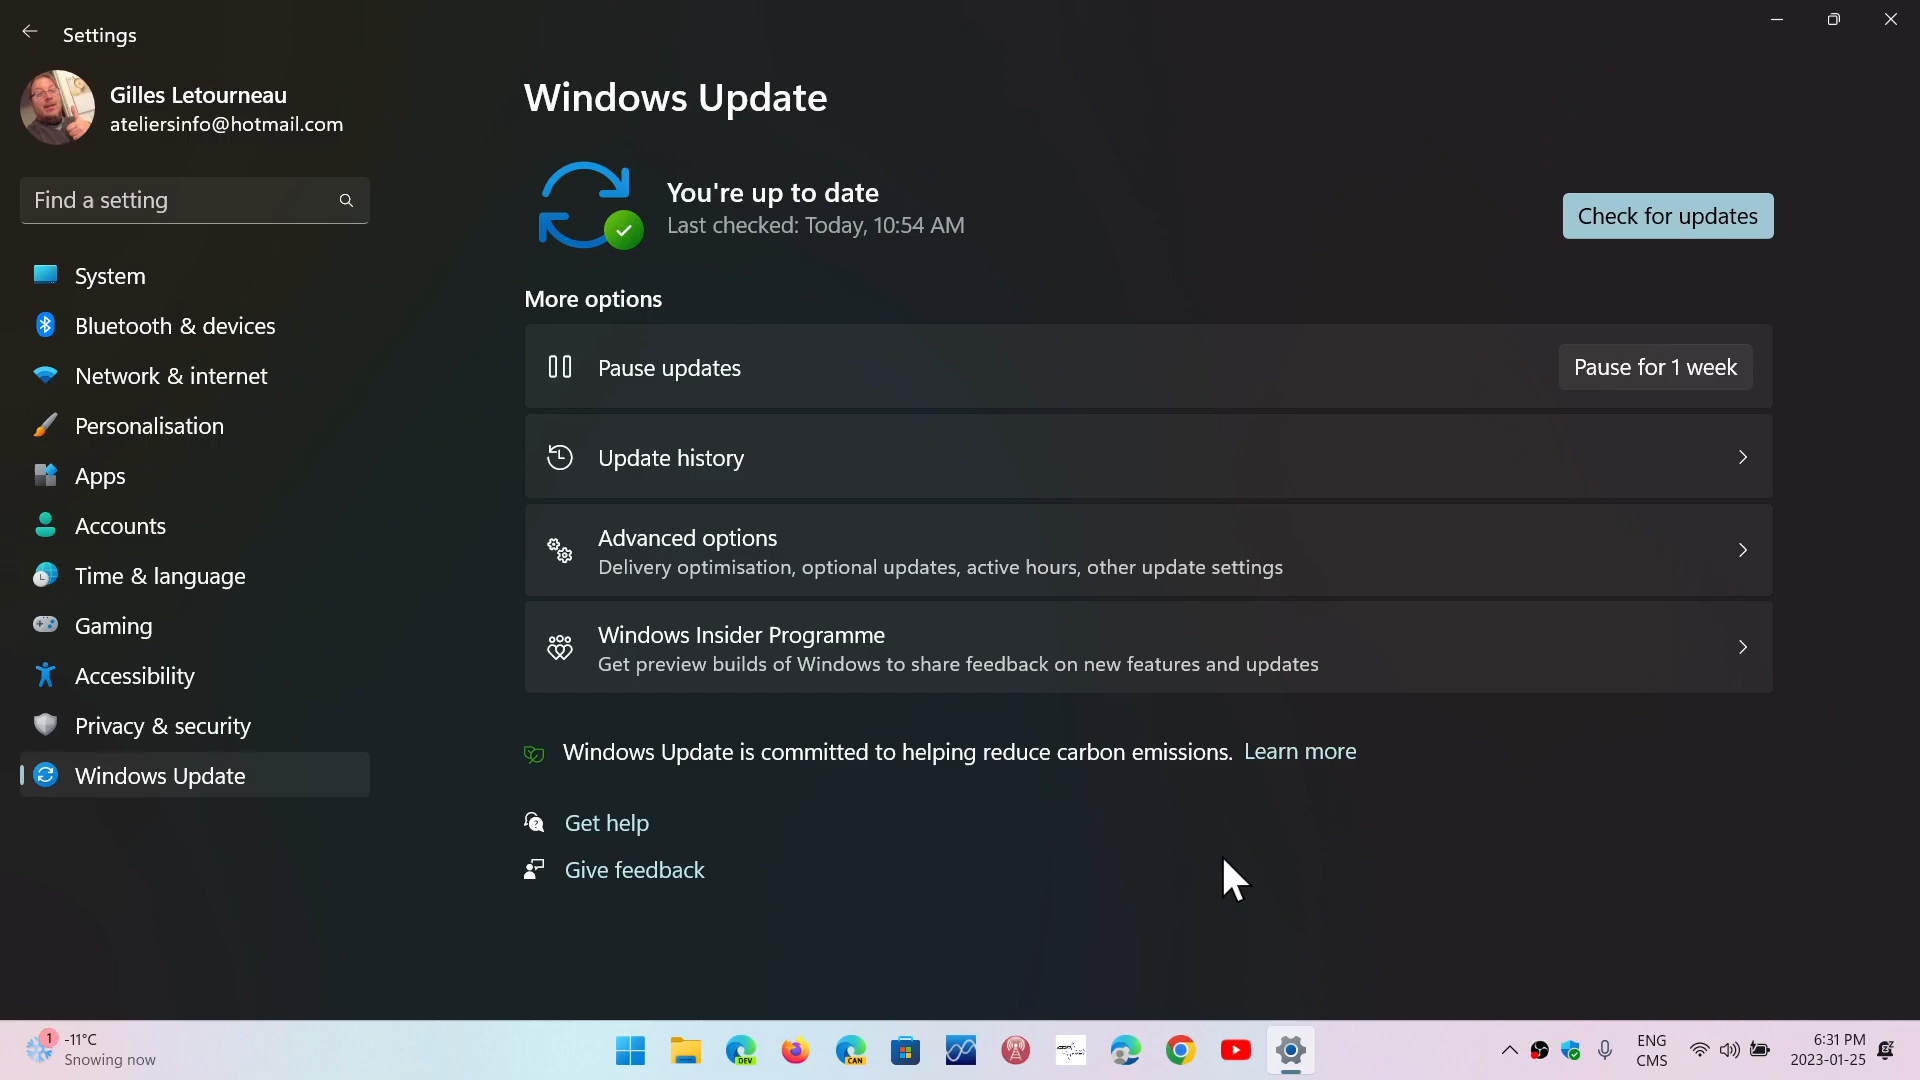 Settings
Gilles Letourneau
ateliersinfo@hotmail.com
Find a setting
System
Bluetooth & devices
Network & internet
Personalisation
Apps
Accounts
Time & language
Gaming
Accessibility
Privacy & security
Windows Update
Windows Update
You're up to date
Last checked: Today, 10:54 AM
Check for updates
More options
Pause updates
Pause for 1 week
Update history
Advanced options
Delivery optimisation, optional updates, active hours, other update settings
Windows Insider Programme
Get preview builds of Windows to share feedback on new features and updates
Windows Update is committed to helping reduce carbon emissions. Learn more
Get help
Give feedback
1
-11°C
Snowing now
DEV
CAN
ENG
CMS
6:31 PM
2023-01-25